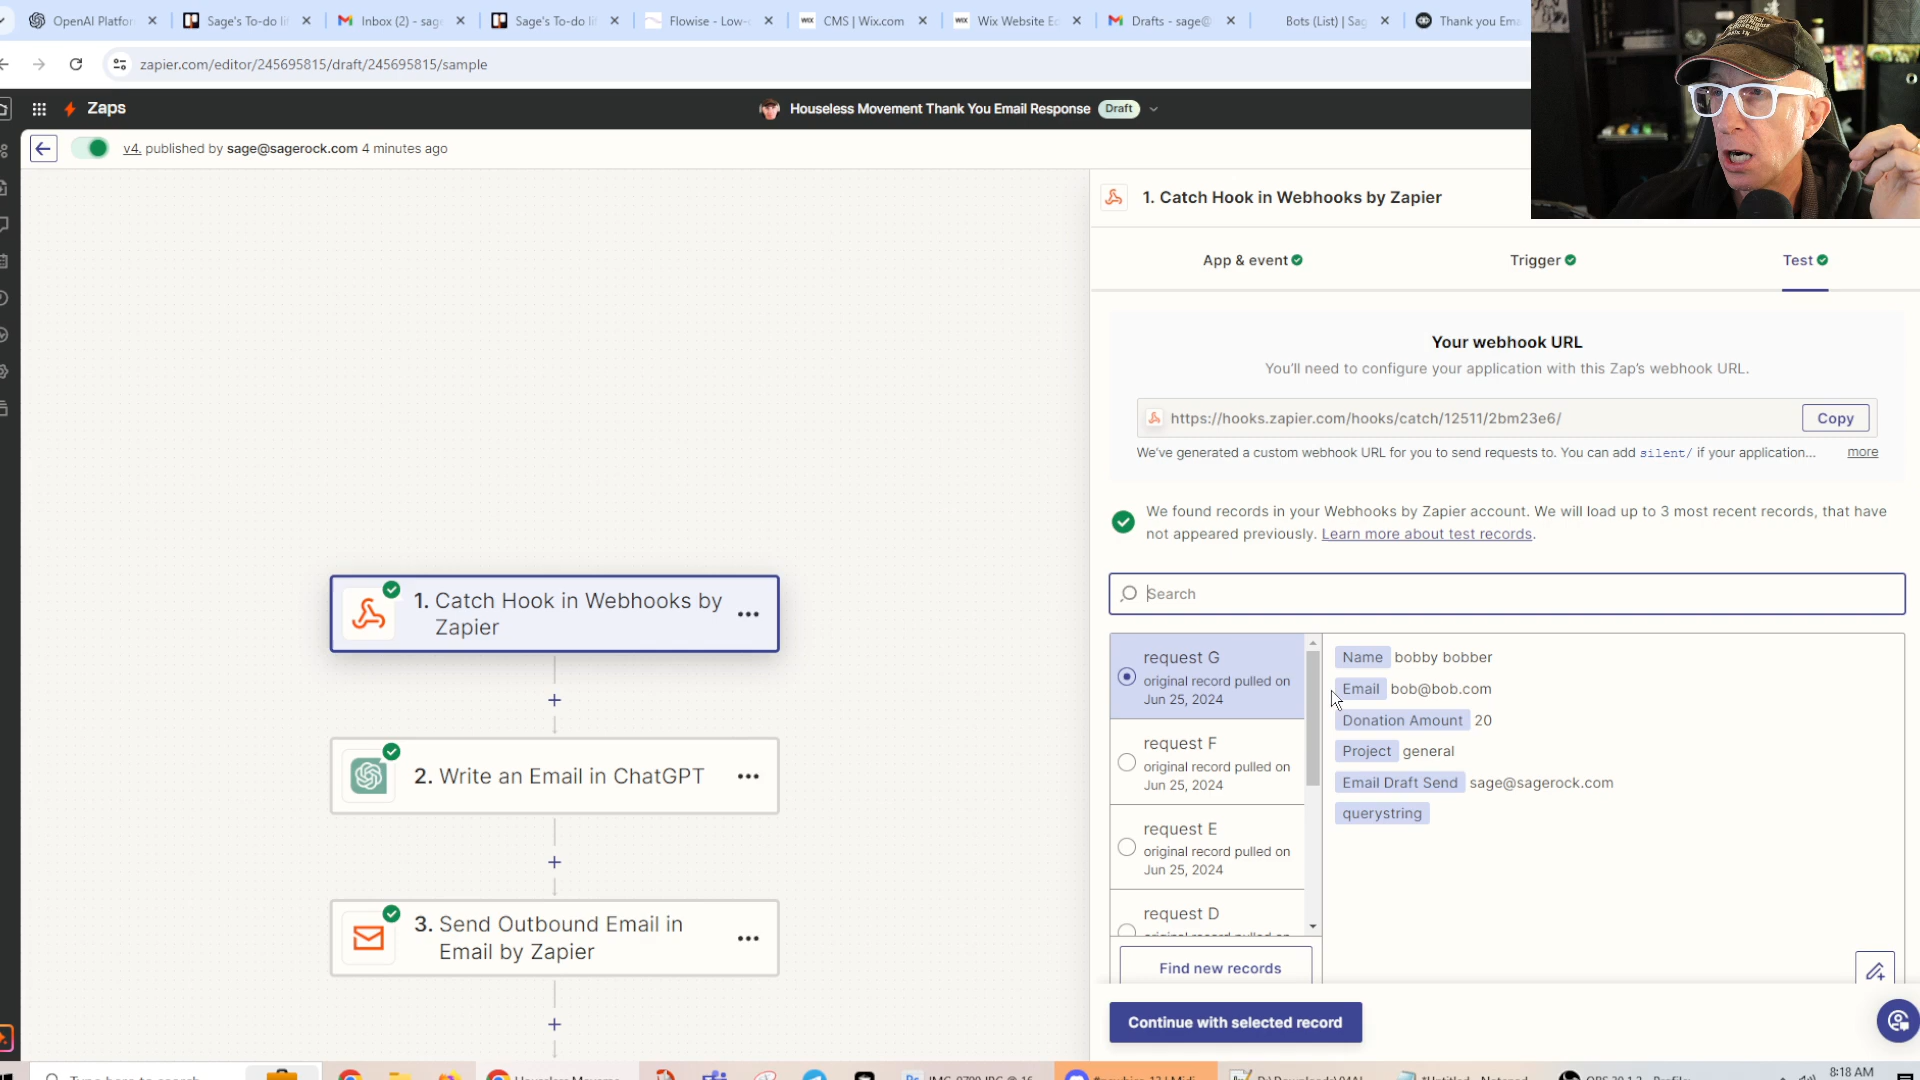 OpenAI Platfor
Sage's To-do li
Inbox (2) - sage
Sage's To-do li
Flowise - Low-
CMS | Wix.com
Wix Website Ed
Drafts - sage@
Bots (List) | Sag
Thank you Ema
zapier.com/editor/245695815/draft/245695815/sample
Zaps
Houseless Movement Thank You Email Response Draft
v4. published by sage@sagerock.com 4 minutes ago
1. Catch Hook in Webhooks by Zapier
App & event
Trigger
Test
Your webhook URL
You'll need to configure your application with this Zap's webhook URL.
https://hooks.zapier.com/hooks/catch/12511/2bm23e6/
Copy
We've generated a custom webhook URL for you to send requests to. You can add silent/ if your application...
more
We found records in your Webhooks by Zapier account. We will load up to 3 most recent records, that have
not appeared previously. Learn more about test records.
Search
request G
original record pulled on
Jun 25, 2024
request F
original record pulled on
Jun 25, 2024
request E
original record pulled on
Jun 25, 2024
request D
Name bobby bobber
Email bob@bob.com
Donation Amount 20
Project general
Email Draft Send sage@sagerock.com
querystring
Find new records
Continue with selected record
1. Catch Hook in Webhooks by
Zapier
2. Write an Email in ChatGPT
3. Send Outbound Email in
Email by Zapier
8:18 AM